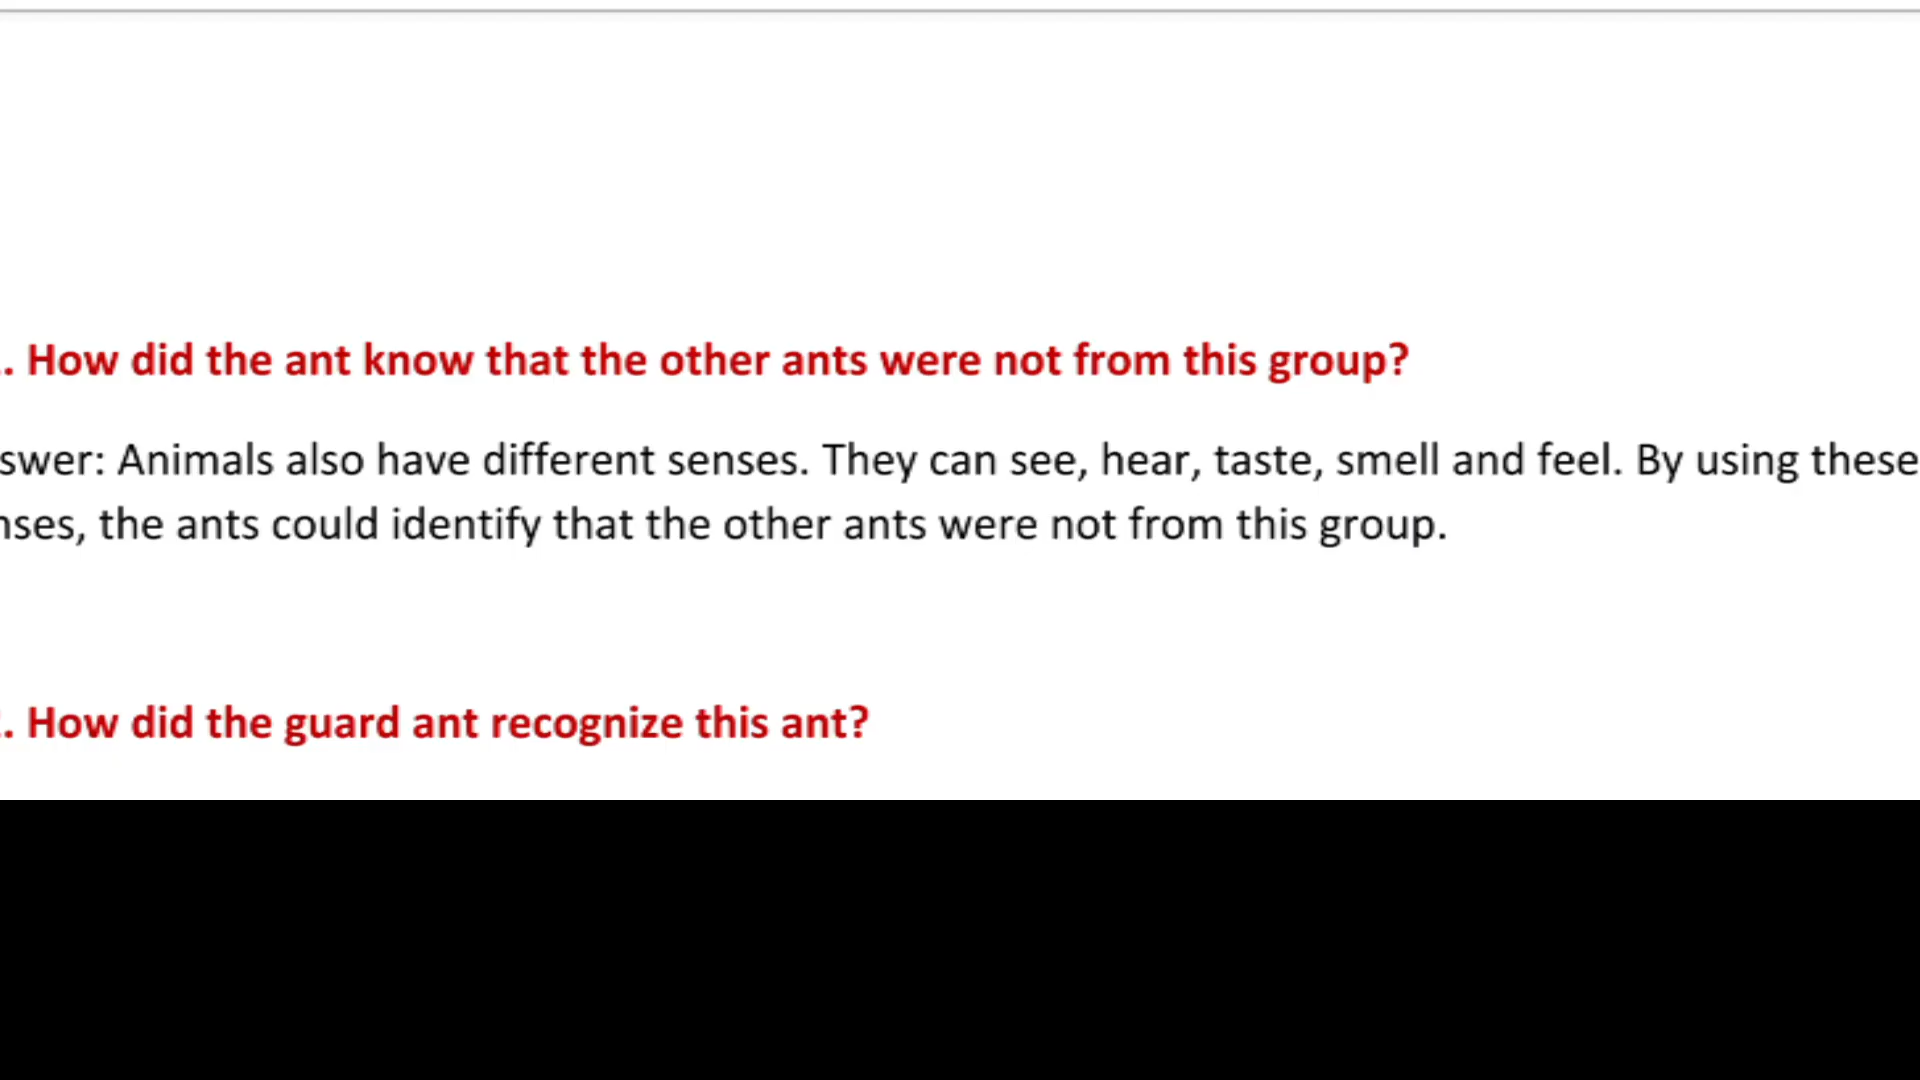 . How did the ant know that the other ants were not from this group?
swer: Animals also have different senses. They can see, hear, taste, smell and feel. By using these
nses, the ants could identify that the other ants were not from this group.
. How did the guard ant recognize this ant?